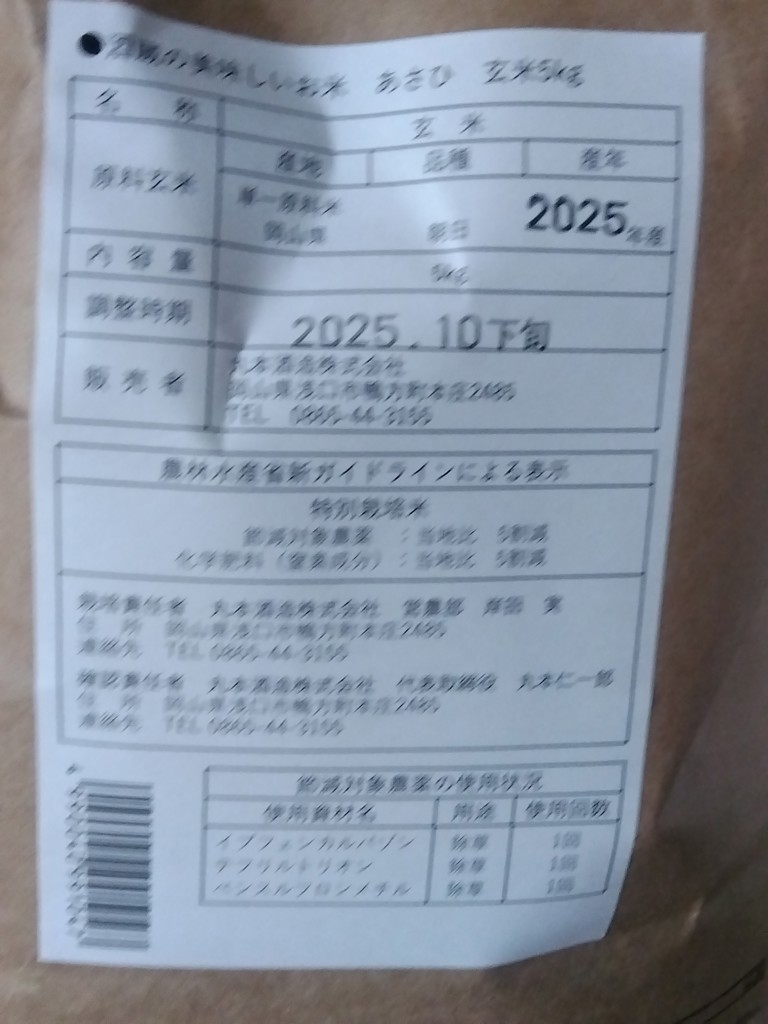 ●酒蔵の美味しいお米 あさひ 玄米5kg
名 称
玄 米
原料玄米
産地 品種 産年
単一原料米
岡山県 朝日 2025年産
内 容 量
5kg
調整時期
2025.10下旬
販 売 者
丸本酒造株式会社
岡山県浅口市鴨方町本庄2485
TEL 0865-44-3155
農林水産省新ガイドラインによる表示
特別栽培米
節減対象農薬 :当地比 5割減
化学肥料(窒素成分):当地比 5割減
栽培責任者 丸本酒造株式会社 営農部
住 所 岡山県浅口市鴨方町本庄2485
連絡先 TEL 0865-44-3155
確認責任者 丸本酒造株式会社 代表取締役 丸本仁一郎
住 所 岡山県浅口市鴨方町本庄2485
連絡先 TEL 0865-44-3155
節減対象農薬の使用状況
使用資材名 用途 使用回数
イプフェンカルバゾン 除草 1回
テフリルトリオン 除草 1回
ベンスルフロンメチル 除草 1回